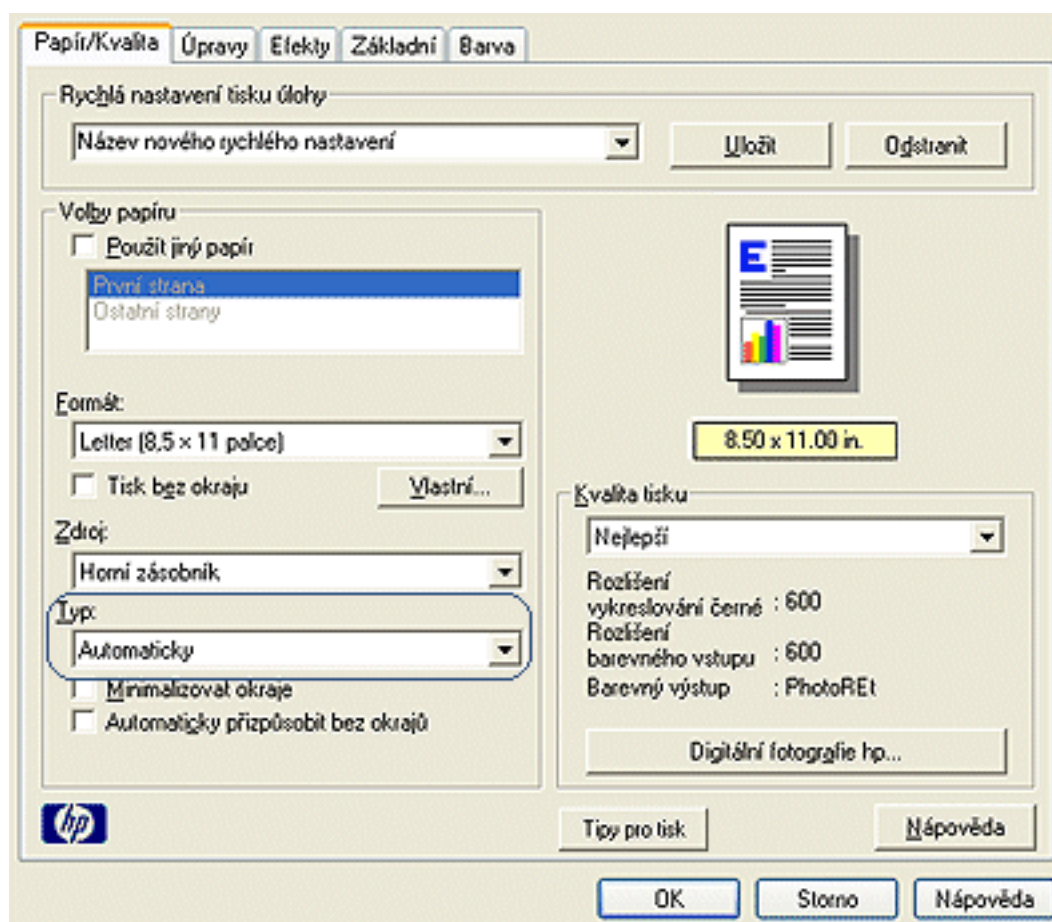 Papír/Kvalita Úpravy Efekty Základní Barva
Rychlá nastavení tisku úlohy
Název nového rychlého nastavení Uložit Odstranit
Volby papíru
Použít jiný papír
První strana
Ostatní strany
Formát:
Letter (8,5 × 11 palce)
Tisk bez okraju Vlastní...
Zdroj:
Horní zásobník
Typ:
Automaticky
Minimalizovat okraje
Automaticky přizpůsobit bez okrajů
E
8.50 x 11.00 in.
Kvalita tisku
Nejlepší
Rozlišení
vykreslování černé : 600
Rozlišení
barevného vstupu : 600
Barevný výstup : PhotoREt
Digitální fotografie hp...
hp
Tipy pro tisk Nápověda
OK Storno Nápověda